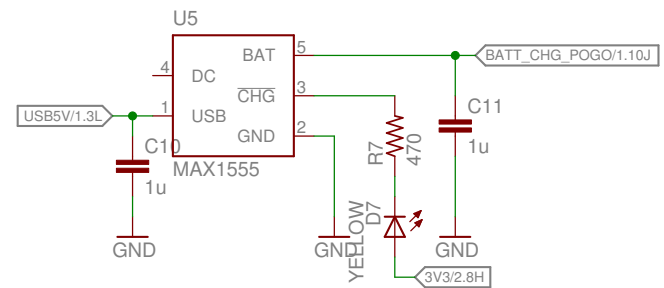 U5
BAT
5
BATT_CHG_POGO/1.10J
4
DC
CHG
3
USB5V/1.3L
1
USB
GND
2
C10
1u
MAX1555
R7
470
C11
1u
YELLOW
D7
GND
GND
GND
3V3/2.8H